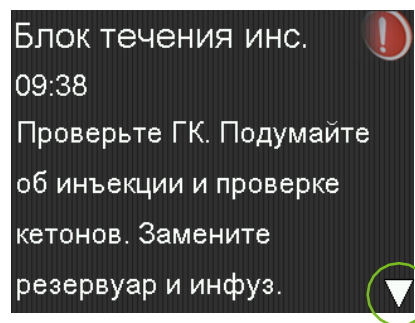 Блок течения инс.
09:38
Проверьте ГК. Подумайте
об инъекции и проверке
кетонов. Замените
резервуар и инфуз.